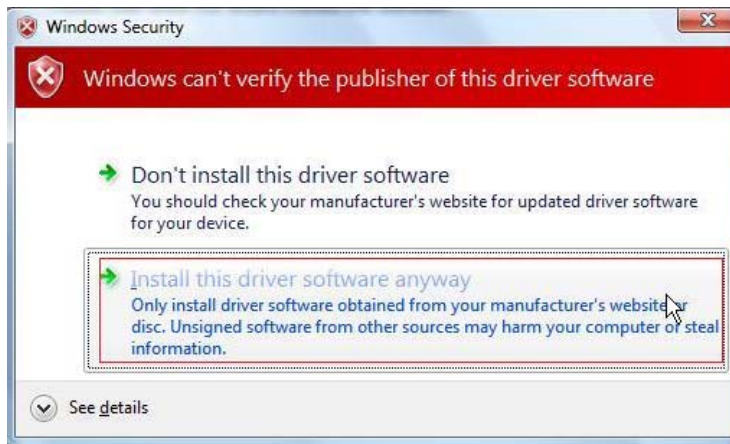 Windows Security
Windows can't verify the publisher of this driver software
Don't install this driver software
You should check your manufacturer's website for updated driver software
for your device.
Install this driver software anyway
Only install driver software obtained from your manufacturer's website or
disc. Unsigned software from other sources may harm your computer or steal
information.
See details